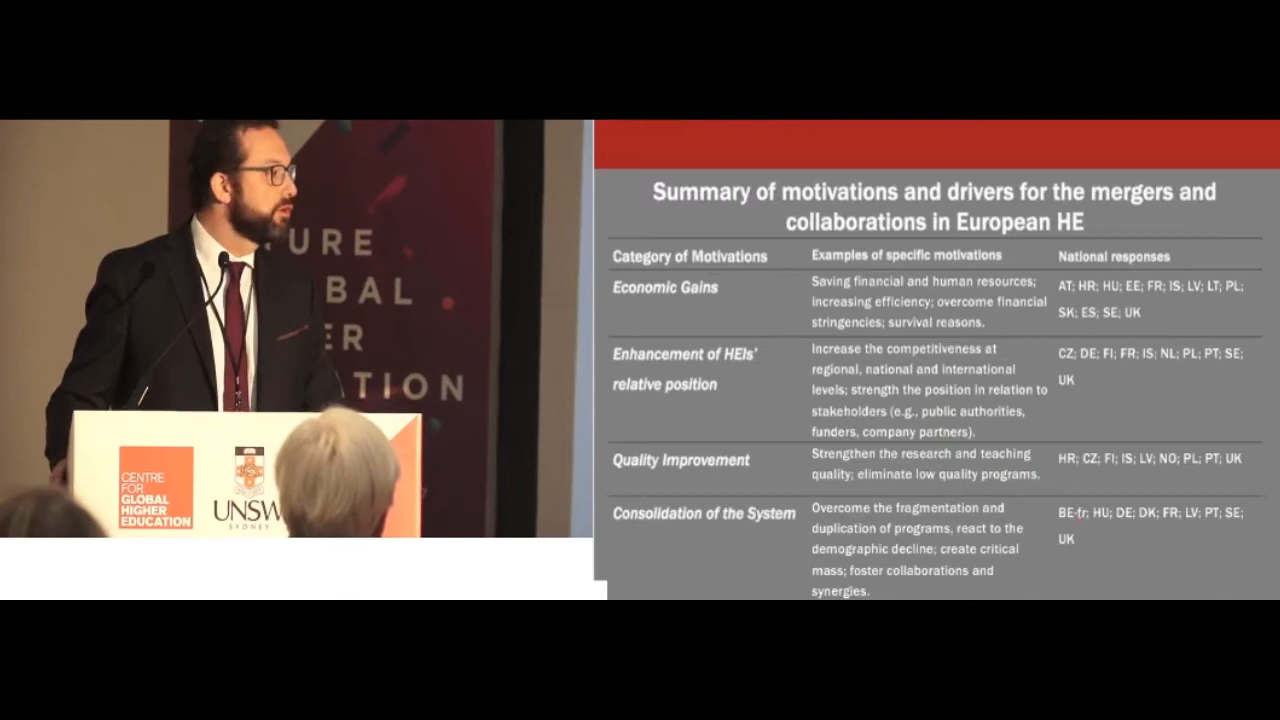 URE
BAL
ER
TION
CENTRE
FOR
GLOBAL
HIGHER
EDUCATION
UNSW
SYDNEY
Summary of motivations and drivers for the mergers and
collaborations in European HE
Category of Motivations
Examples of specific motivations
National responses
Economic Gains
Saving financial and human resources;
increasing efficiency; overcome financial
stringencies; survival reasons.
AT; HR; HU; EE; FR; IS; LV; LT; PL;
SK; ES; SE; UK
Enhancement of HEIs'
relative position
Increase the competitiveness at
regional, national and international
levels; strength the position in relation to
stakeholders (e.g., public authorities,
funders, company partners).
CZ; DE; FI; FR; IS; NL; PL; PT; SE;
UK
Quality Improvement
Strengthen the research and teaching
quality; eliminate low quality programs.
HR; CZ; FI; IS; LV; NO; PL; PT; UK
Consolidation of the System
Overcome the fragmentation and
duplication of programs, react to the
demographic decline; create critical
mass; foster collaborations and
synergies.
BE-fr; HU; DE; DK; FR; LV; PT; SE;
UK